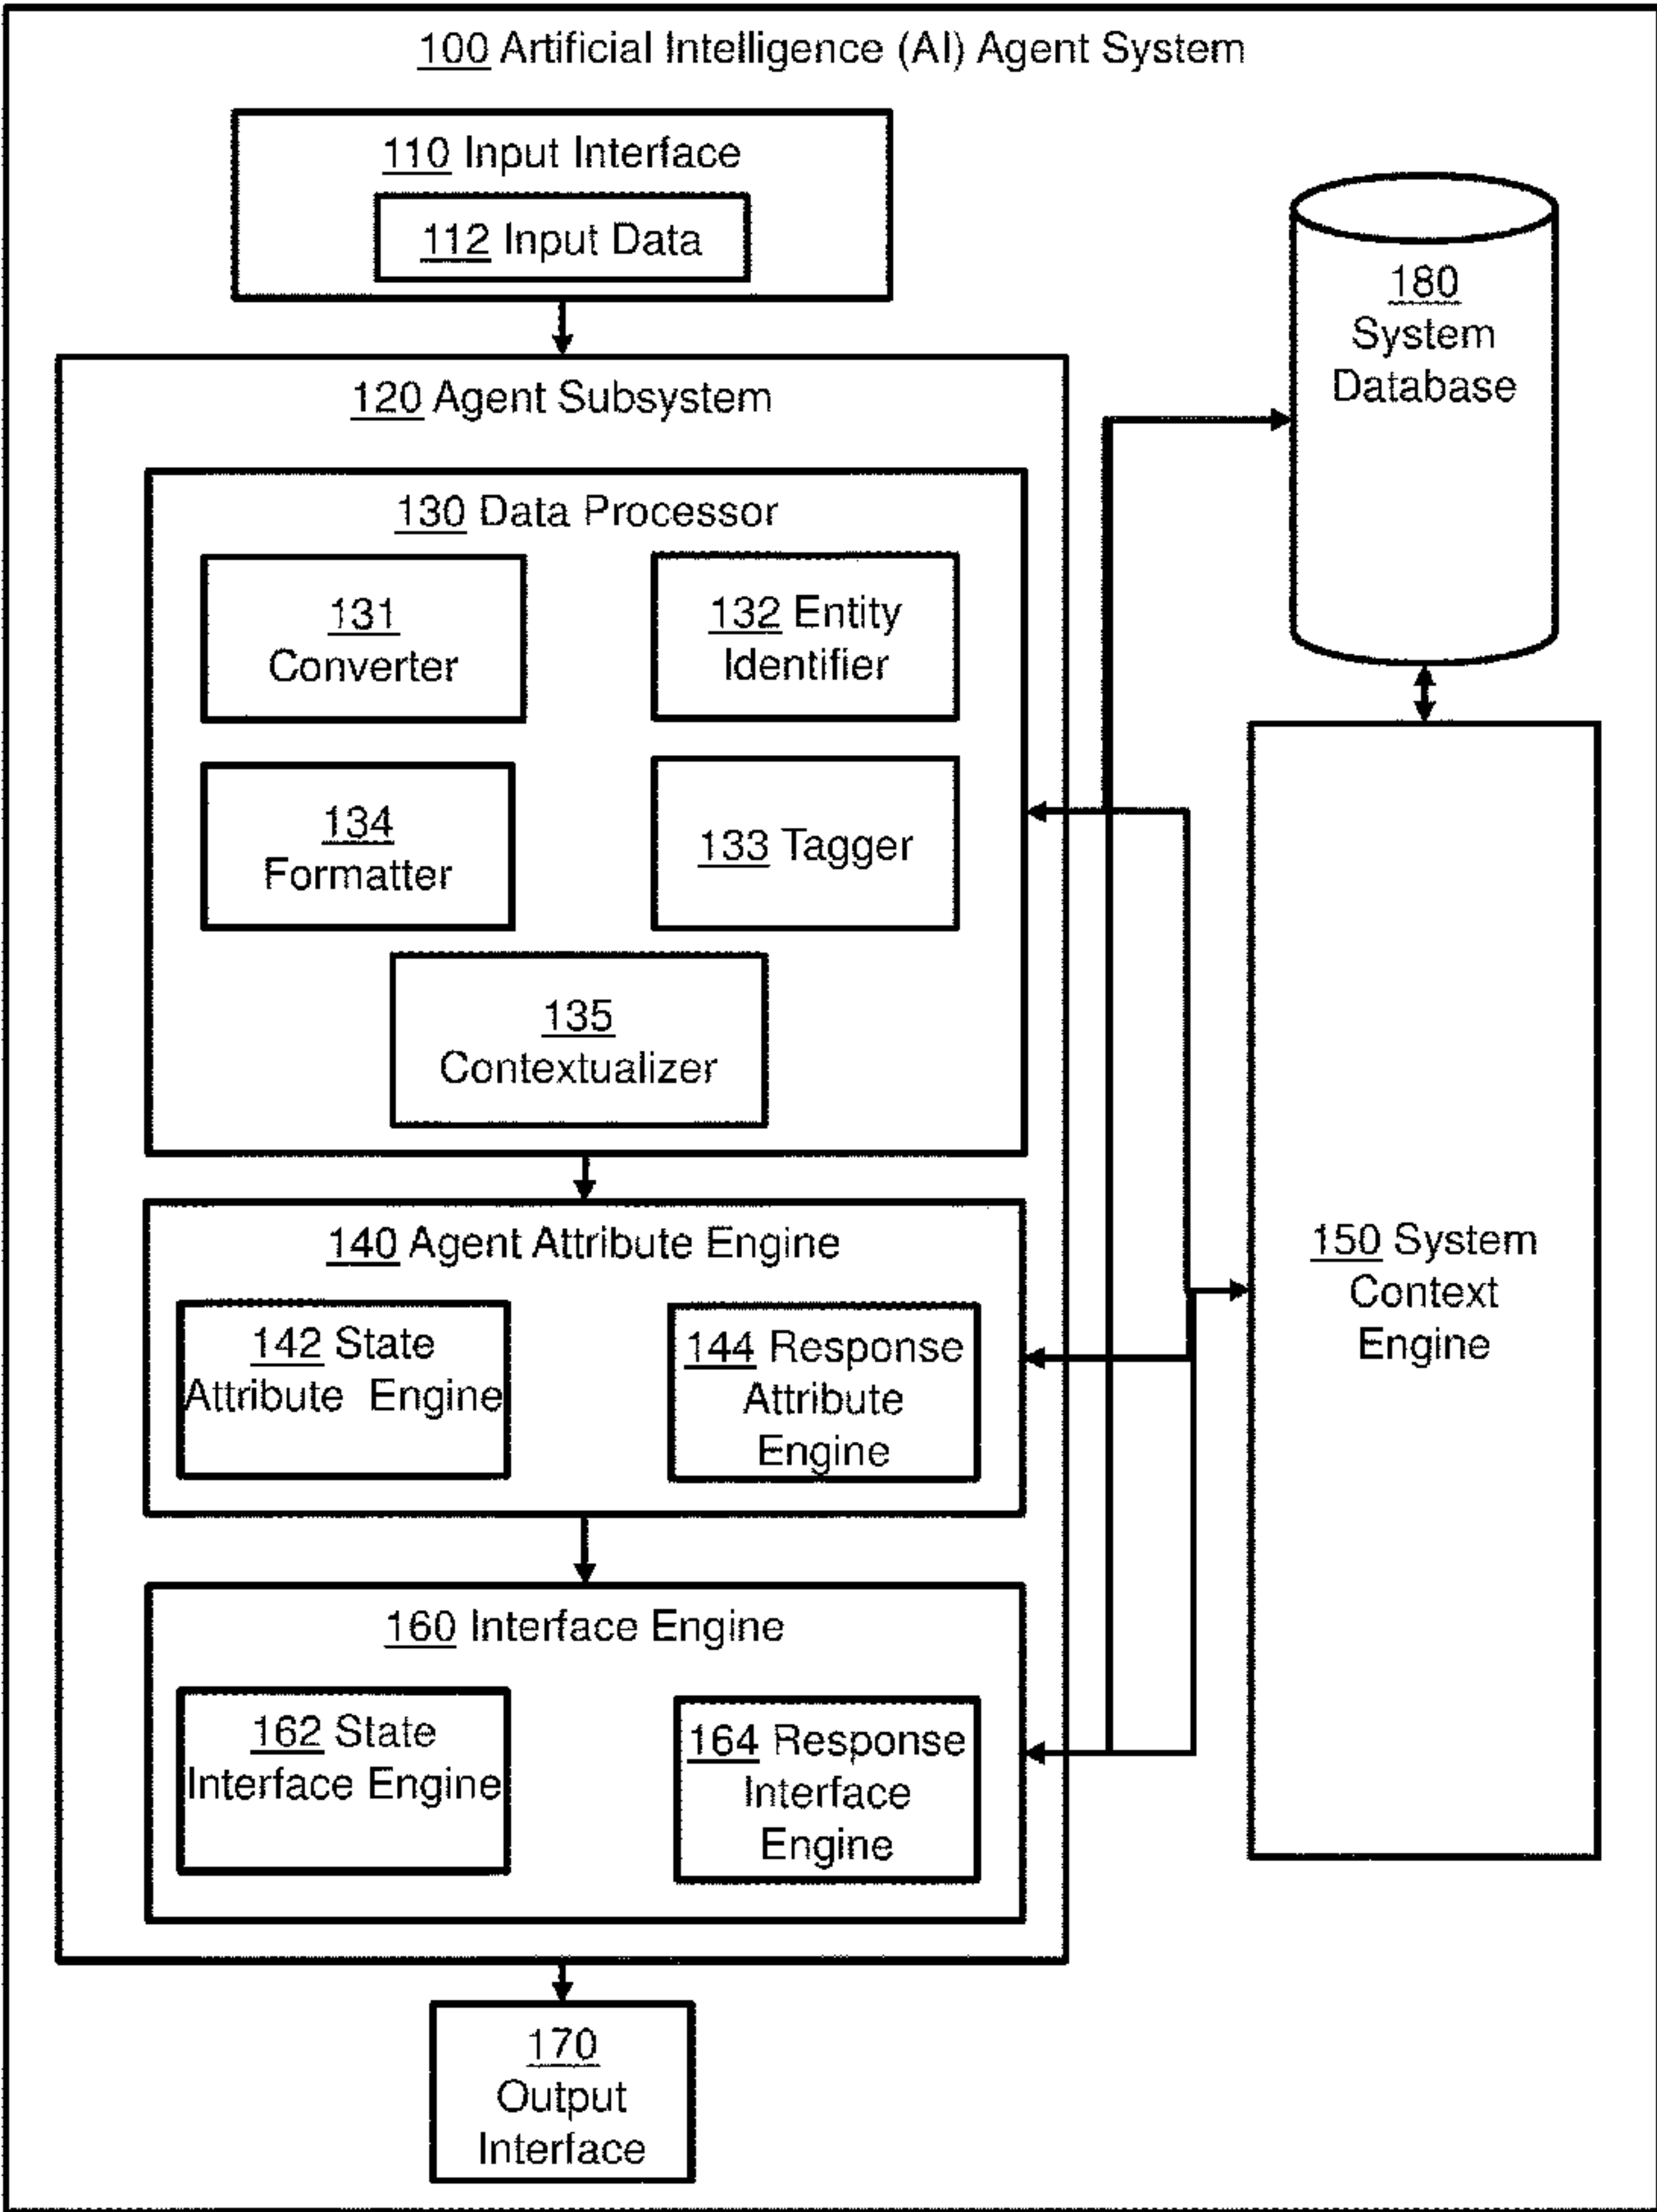 100 Artificial Intelligence (AI) Agent System
110 Input Interface
112 Input Data
120 Agent Subsystem
130 Data Processor
131
Converter
132 Entity
Identifier
134
Formatter
133 Tagger
135
Contextualizer
140 Agent Attribute Engine
142 State
Attribute Engine
144 Response
Attribute
Engine
160 Interface Engine
162 State
Interface Engine
164 Response
Interface
Engine
170
Output
Interface
180
System
Database
150 System
Context
Engine